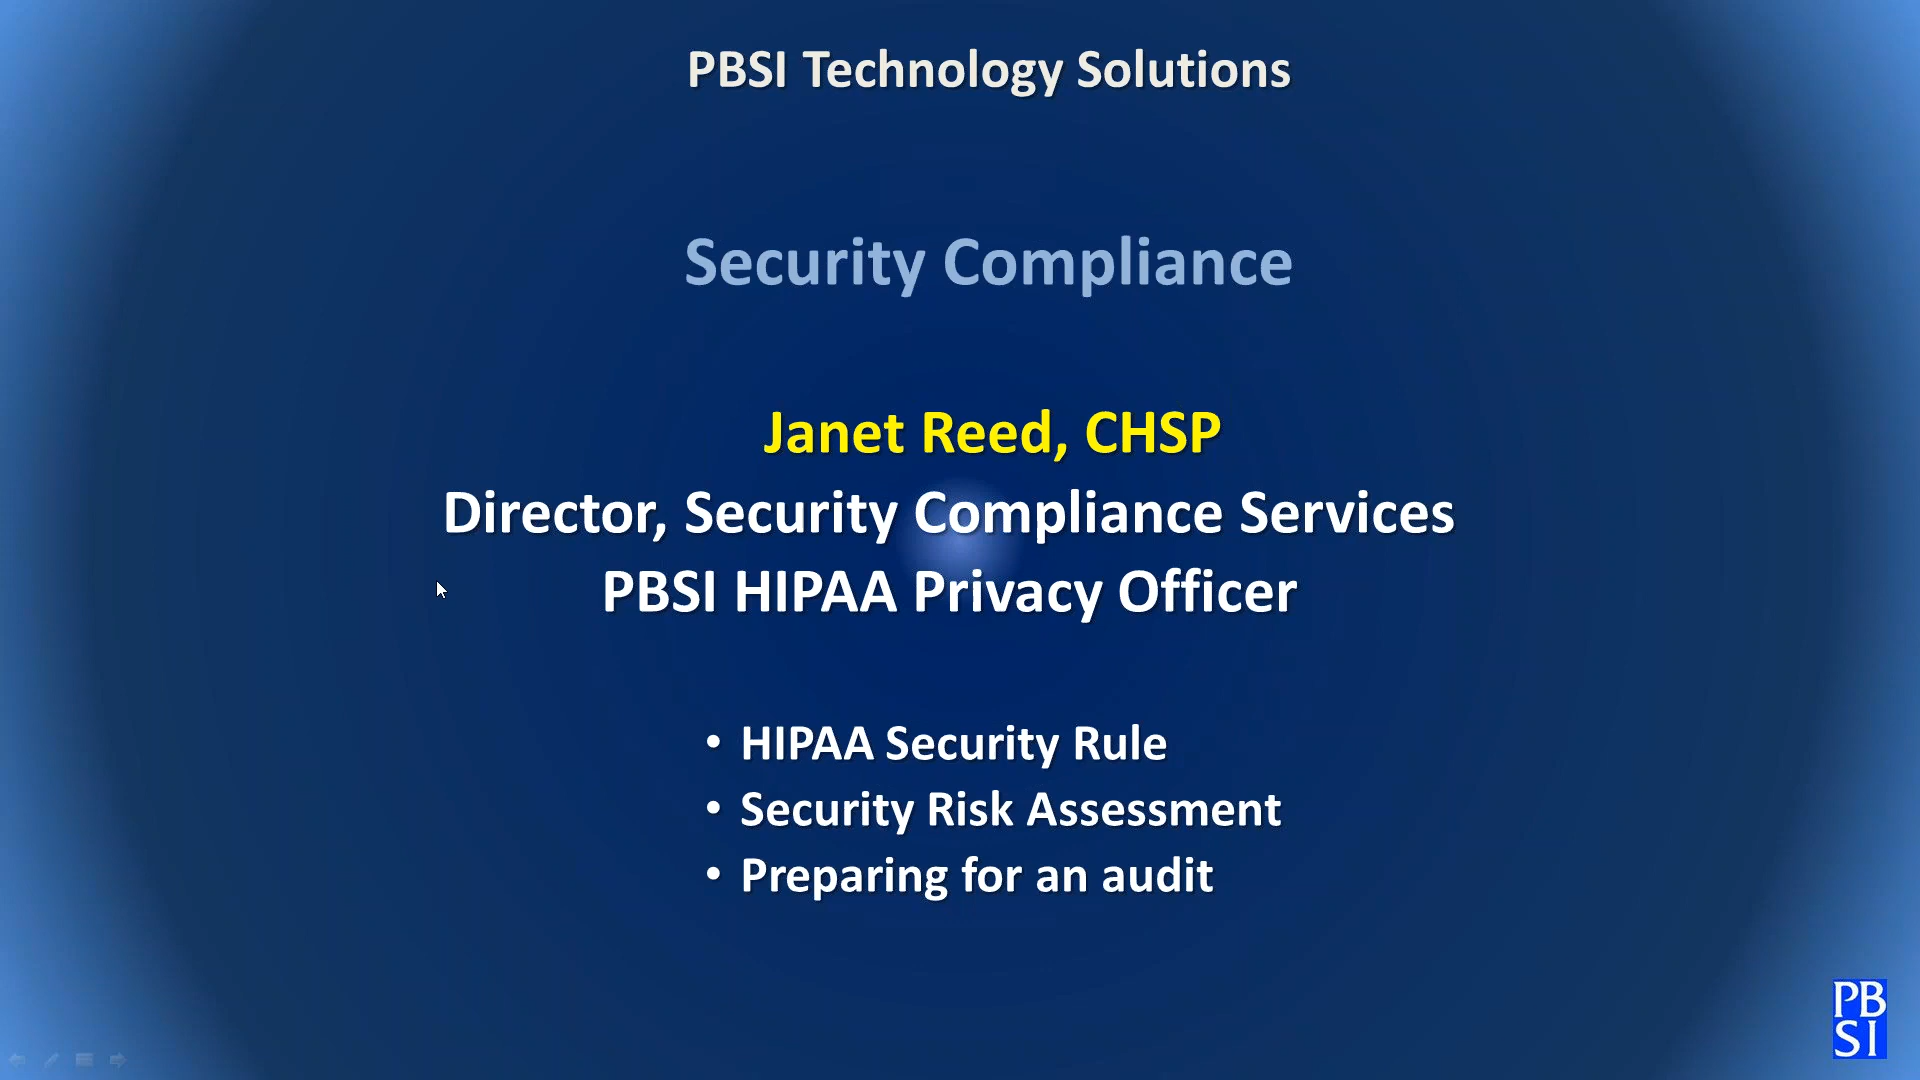 PBSI Technology Solutions
Security Compliance
Janet Reed, CHSP
Director, Security Compliance Services
PBSI HIPAA Privacy Officer
• HIPAA Security Rule
• Security Risk Assessment
• Preparing for an audit
PB
SI